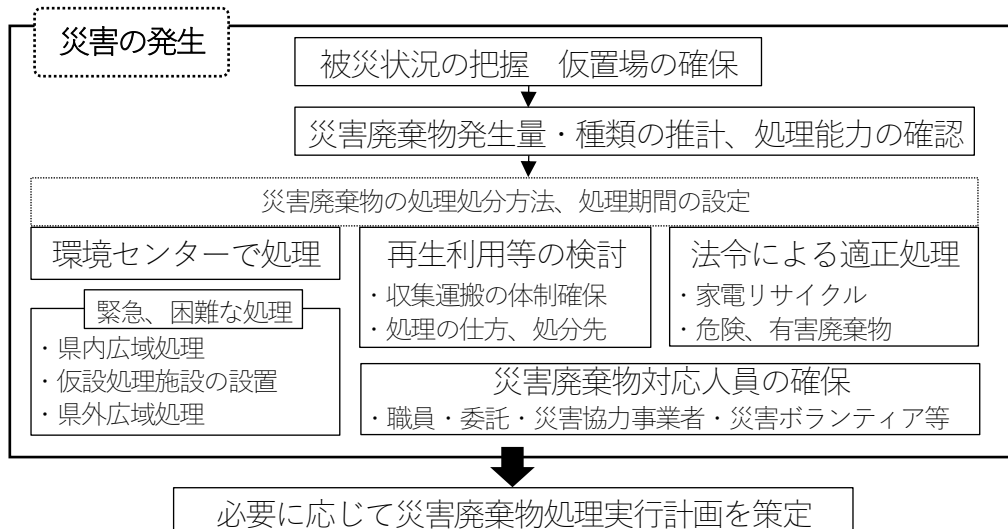 災害の発生
被災状況の把握　仮置場の確保
災害廃棄物発生量・種類の推計、処理能力の確認
災害廃棄物の処理処分方法、処理期間の設定
環境センターで処理
緊急、困難な処理
・県内広域処理
・仮設処理施設の設置
・県外広域処理
再生利用等の検討
・収集運搬の体制確保
・処理の仕方、処分先
法令による適正処理
・家電リサイクル
・危険、有害廃棄物
災害廃棄物対応人員の確保
・職員・委託・災害協力事業者・災害ボランティア等
必要に応じて災害廃棄物処理実行計画を策定